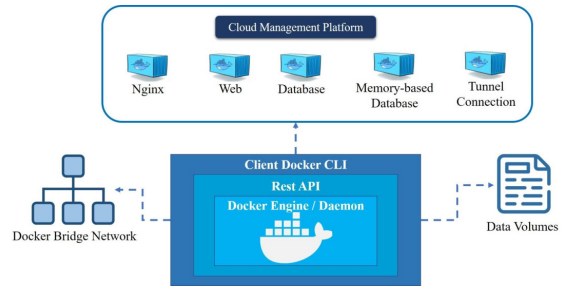 Cloud Management Platform
Nginx
Web
Database
Memory-based
Database
Tunnel
Connection
Client Docker CLI
Rest API
Docker Engine / Daemon
Docker Bridge Network
Data Volumes